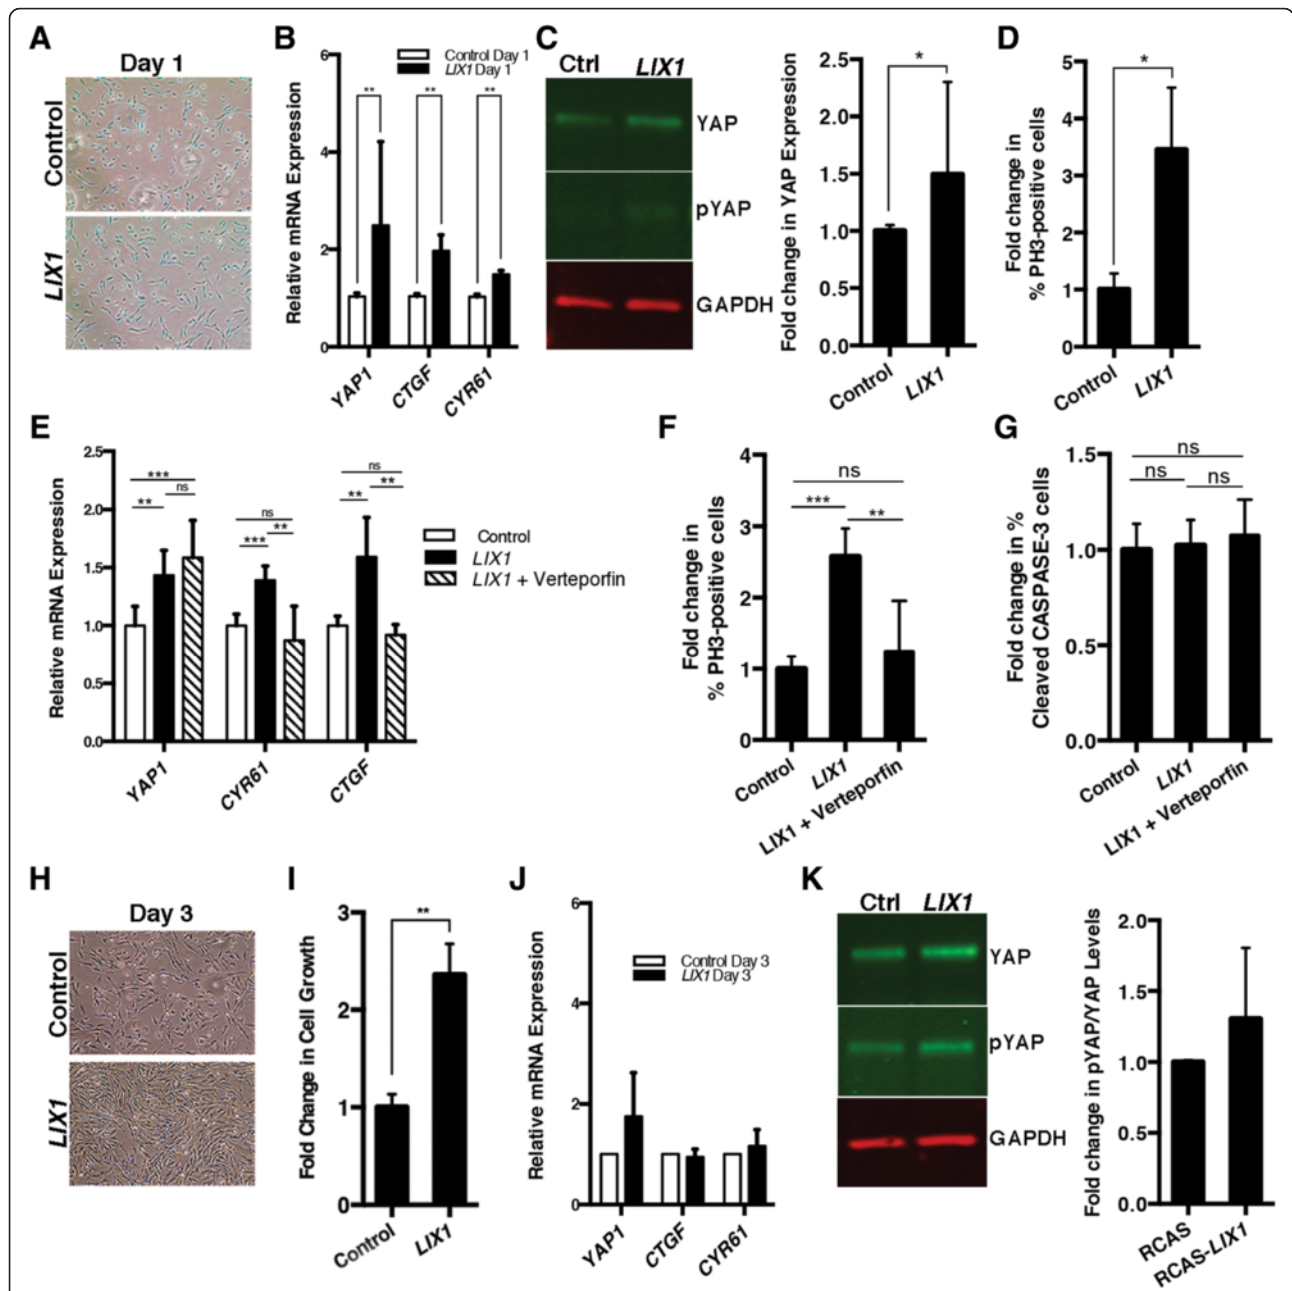 A
Day 1
Control
LIX1
B
Control Day 1
LIX1 Day 1
Relative mRNA Expression
6
4
2
0
**
**
**
YAP1
CTGF
CYR61
C
Ctrl
LIX1
YAP
pYAP
GAPDH
Fold change in YAP Expression
2.5
2.0
1.5
1.0
0.5
0.0
*
Control
LIX1
D
Fold change in
% PH3-positive cells
5
4
3
2
1
0
*
Control
LIX1
E
Relative mRNA Expression
2.5
2.0
1.5
1.0
0.5
0.0
***
ns
**
ns
**
***
ns
**
**
YAP1
CYR61
CTGF
Control
LIX1
LIX1 + Verteporfin
F
Fold change in
% PH3-positive cells
4
3
2
1
0
ns
***
**
Control
LIX1
LIX1 + Verteporfin
G
Fold change in %
Cleaved CASPASE-3 cells
1.5
1.0
0.5
0.0
ns
ns
ns
Control
LIX1
LIX1 + Verteporfin
H
Day 3
Control
LIX1
I
Fold Change in Cell Growth
3
2
1
0
**
Control
LIX1
J
Relative mRNA Expression
6
4
2
0
Control Day 3
LIX1 Day 3
YAP1
CTGF
CYR61
K
Ctrl
LIX1
YAP
pYAP
GAPDH
Fold change in pYAP/YAP Levels
2.0
1.5
1.0
0.5
0.0
RCAS
RCAS-LIX1